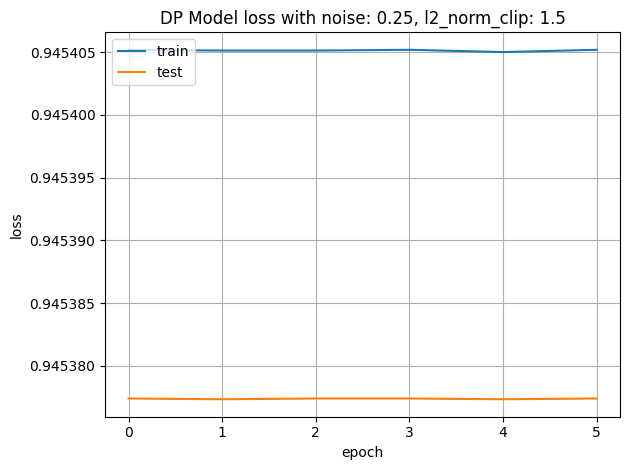 DP Model loss with noise: 0.25, l2_norm_clip: 1.5
train
test
0.945405
0.945400
0.945395
0.945390
0.945385
0.945380
loss
0 1 2 3 4 5
epoch